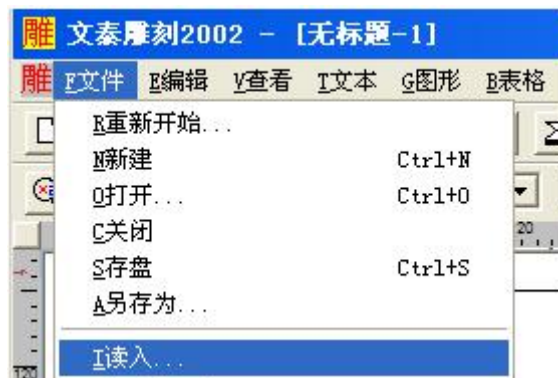 雕 文泰雕刻2002 - [无标题-1]
雕 F文件 E编辑 V查看 T文本 G图形 B表格
R重新开始...
N新建 Ctrl+N
O打开... Ctrl+O
C关闭
20
S存盘 Ctrl+S
A另存为...
I读入...
120